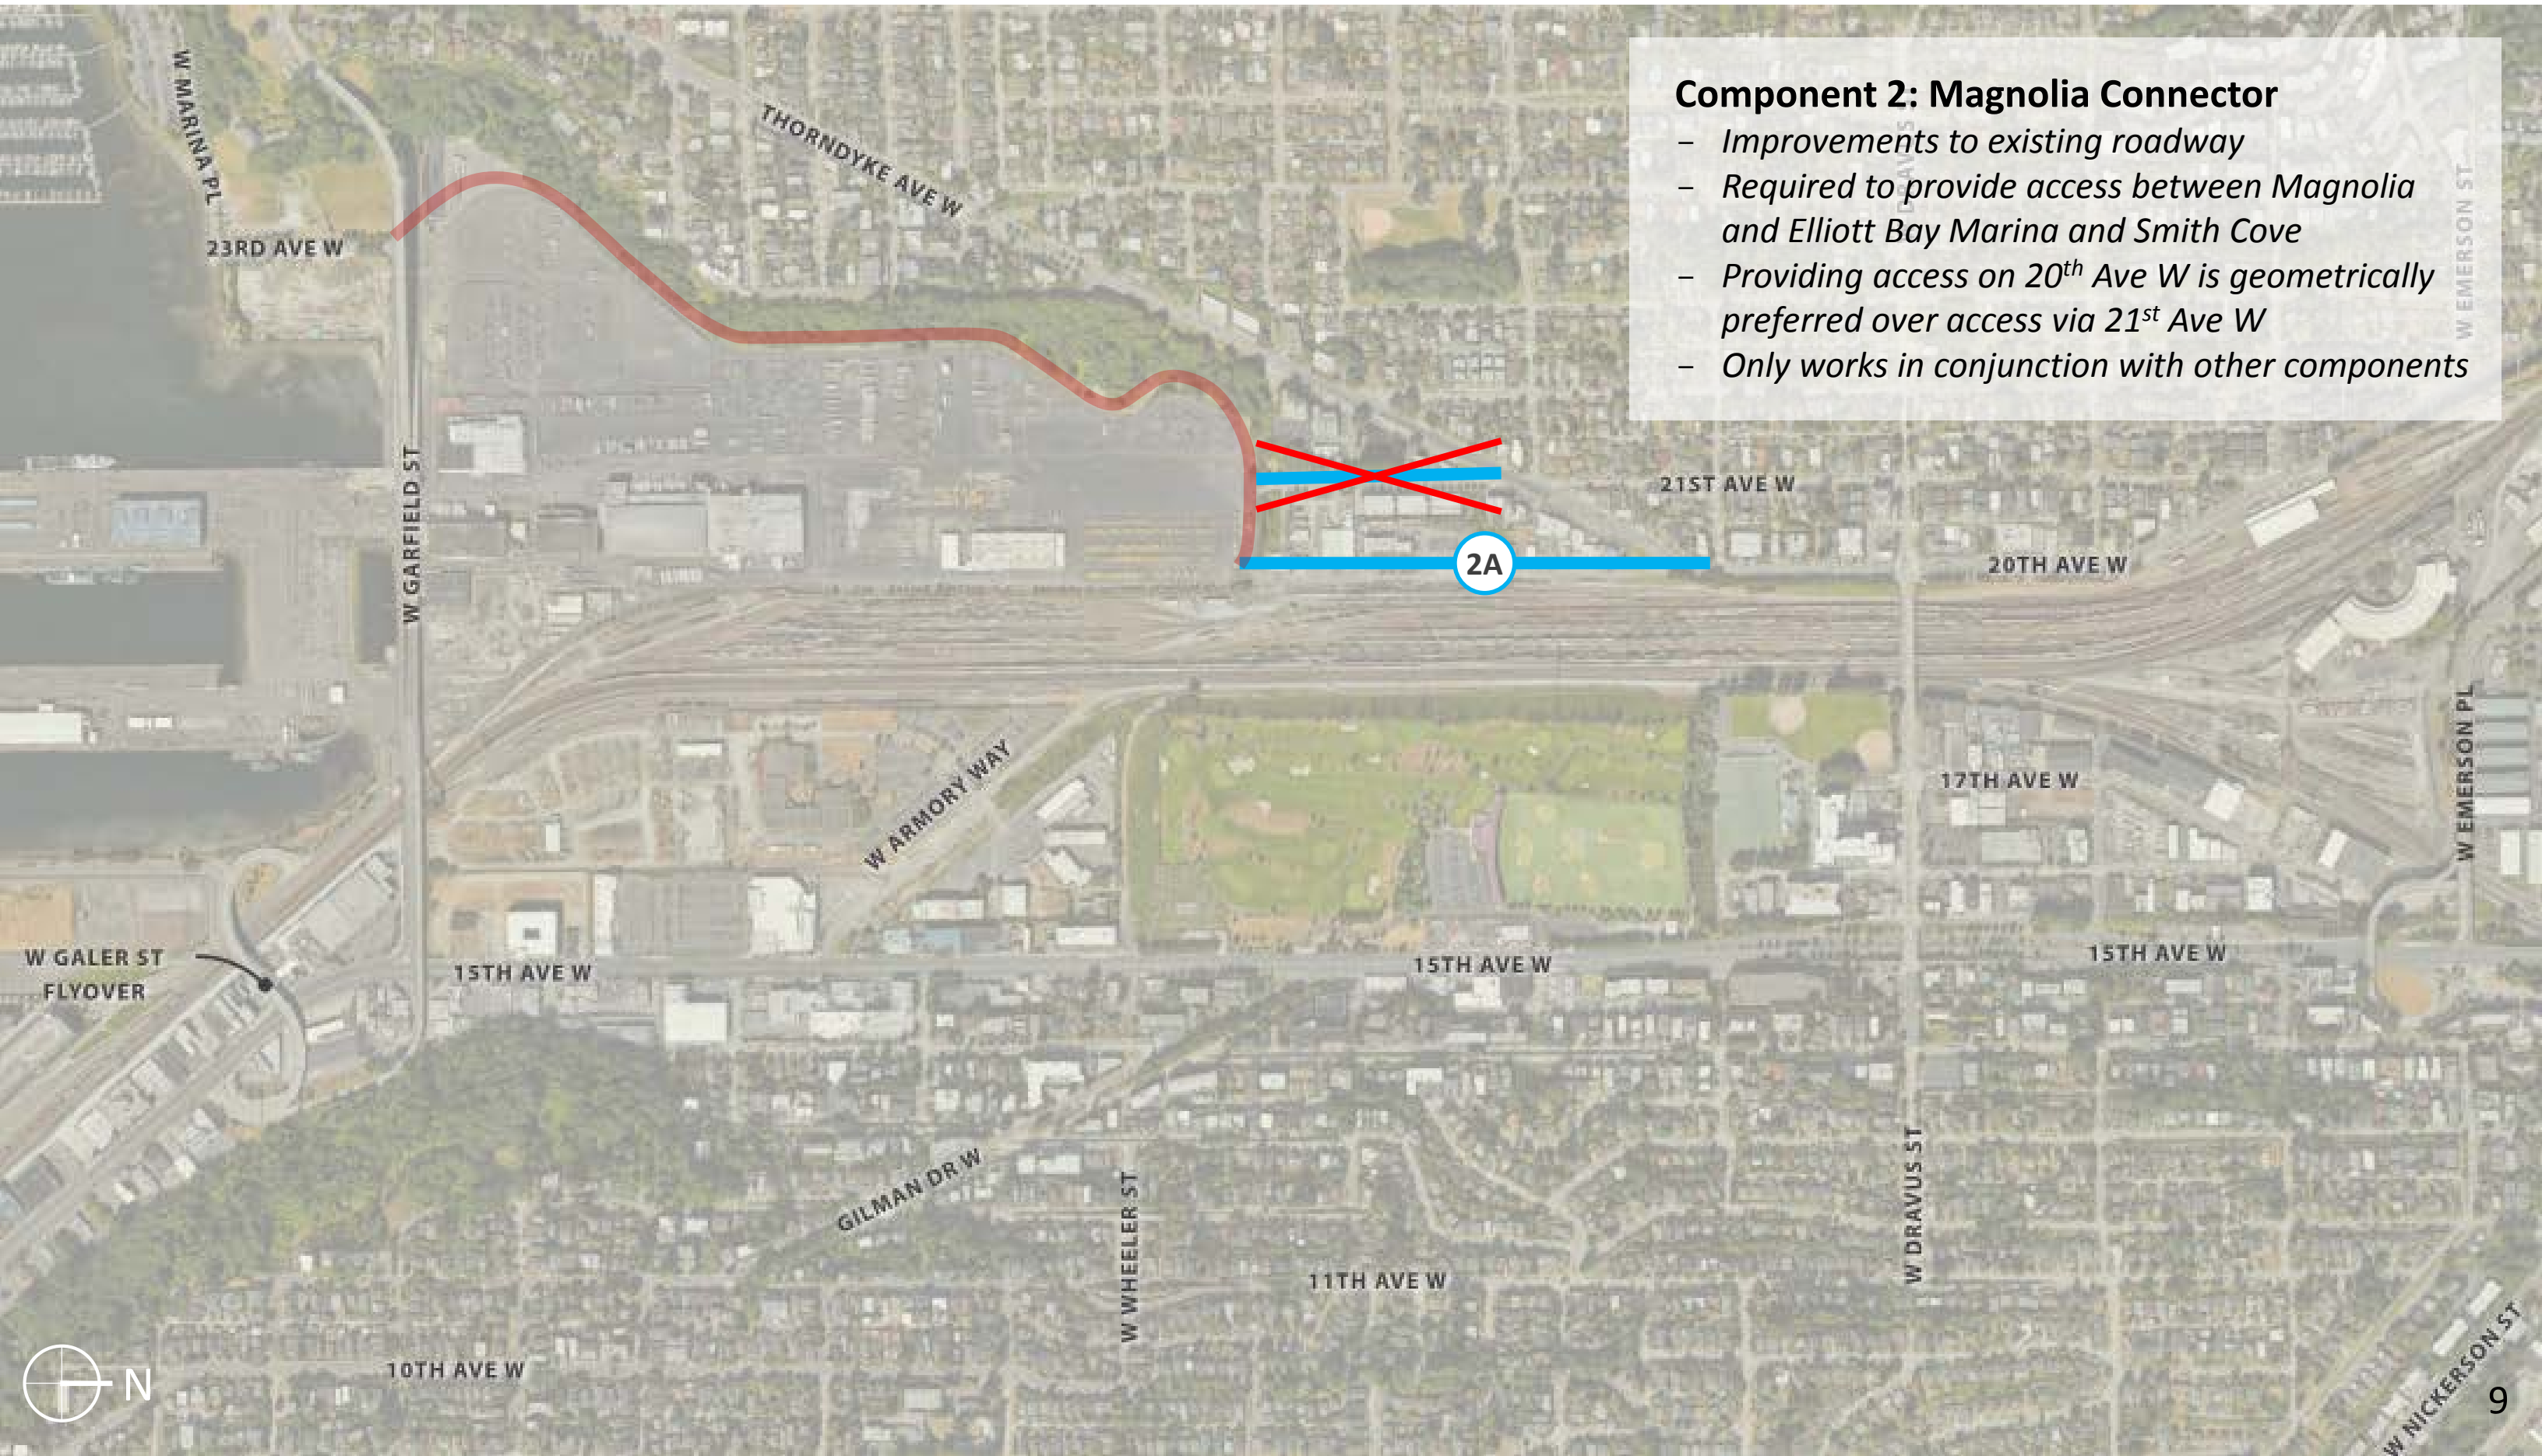 Component 2: Magnolia Connector
– Improvements to existing roadway
– Required to provide access between Magnolia
and Elliott Bay Marina and Smith Cove
– Providing access on 20th Ave W is geometrically
preferred over access via 21st Ave W
– Only works in conjunction with other components
W MARINA PL
THORNDYKE AVE W
W DRAVUS ST
W EMERSON ST
23RD AVE W
W GARFIELD ST
21ST AVE W
2A
20TH AVE W
W ARMORY WAY
17TH AVE W
W EMERSON PL
W GALER ST
FLYOVER
15TH AVE W
15TH AVE W
15TH AVE W
GILMAN DR W
W WHEELER ST
W DRAVUS ST
11TH AVE W
10TH AVE W
W NICKERSON ST
N
9